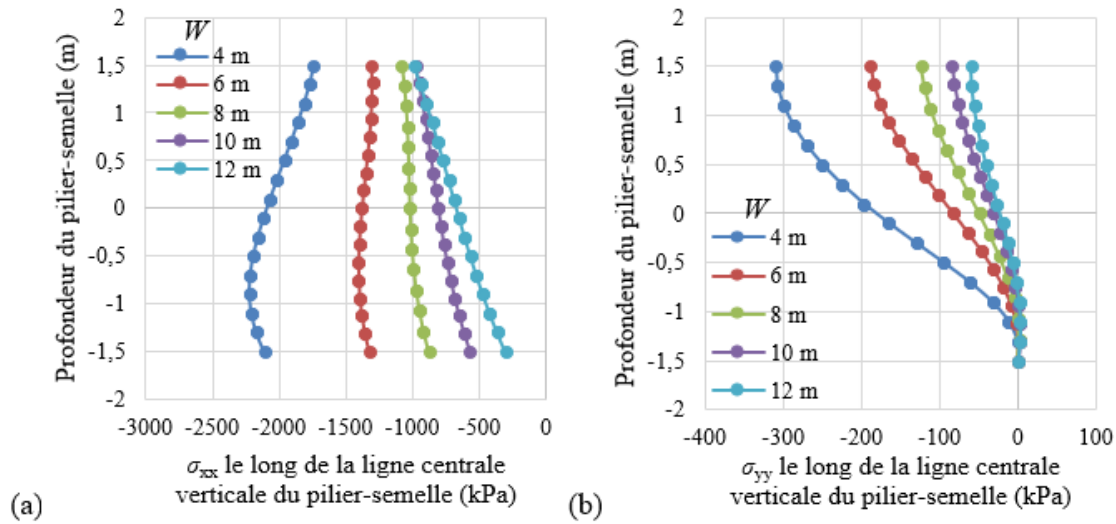 W
4 m
6 m
8 m
10 m
12 m
Profondeur du pilier-semelle (m)
2
1,5
1
0,5
0
-0,5
-1
-1,5
-2
-3000 -2500 -2000 -1500 -1000 -500 0
σxx le long de la ligne centrale
verticale du pilier-semelle (kPa)
(a)
W
4 m
6 m
8 m
10 m
12 m
Profondeur du pilier-semelle (m)
2
1,5
1
0,5
0
-0,5
-1
-1,5
-2
-400 -300 -200 -100 0 100
σyy le long de la ligne centrale
verticale du pilier-semelle (kPa)
(b)